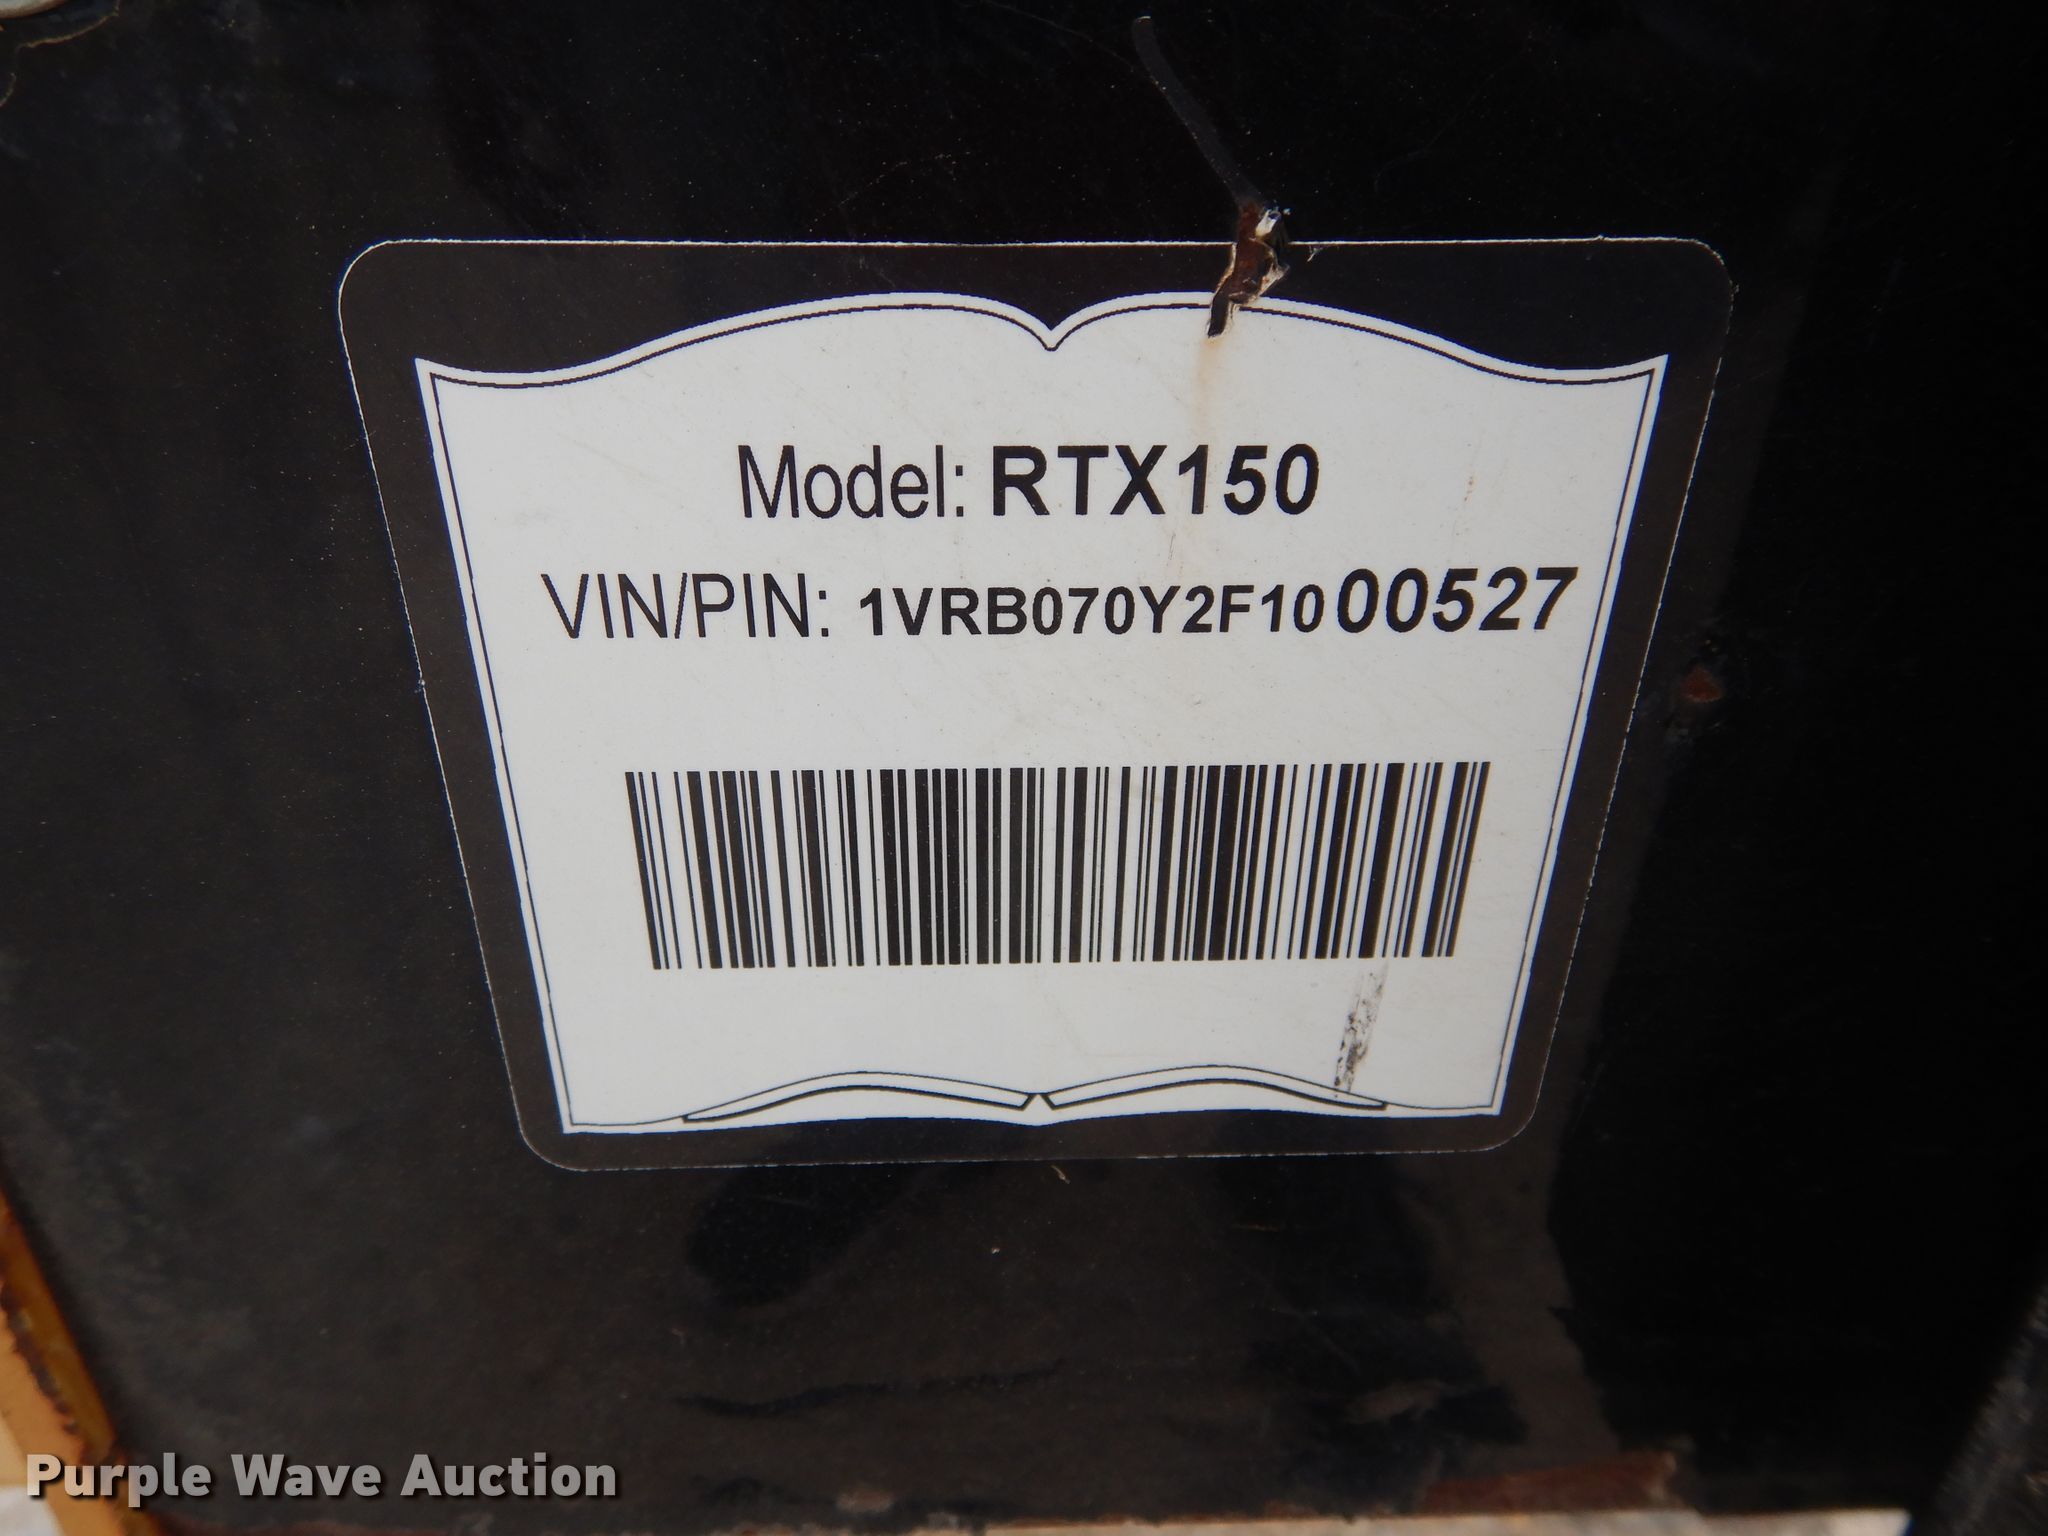 Model: RTX150
VIN/PIN: 1VRB070Y2F1000527
Purple Wave Auction